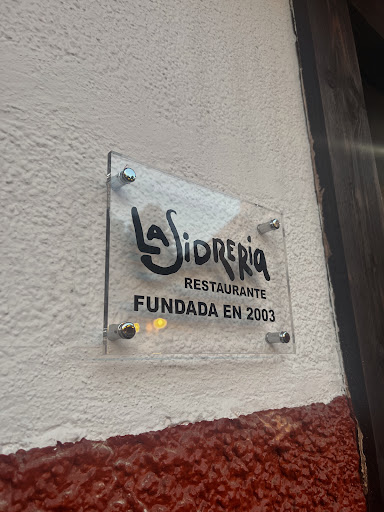 La Sidreria
RESTAURANTE
FUNDADA EN 2003